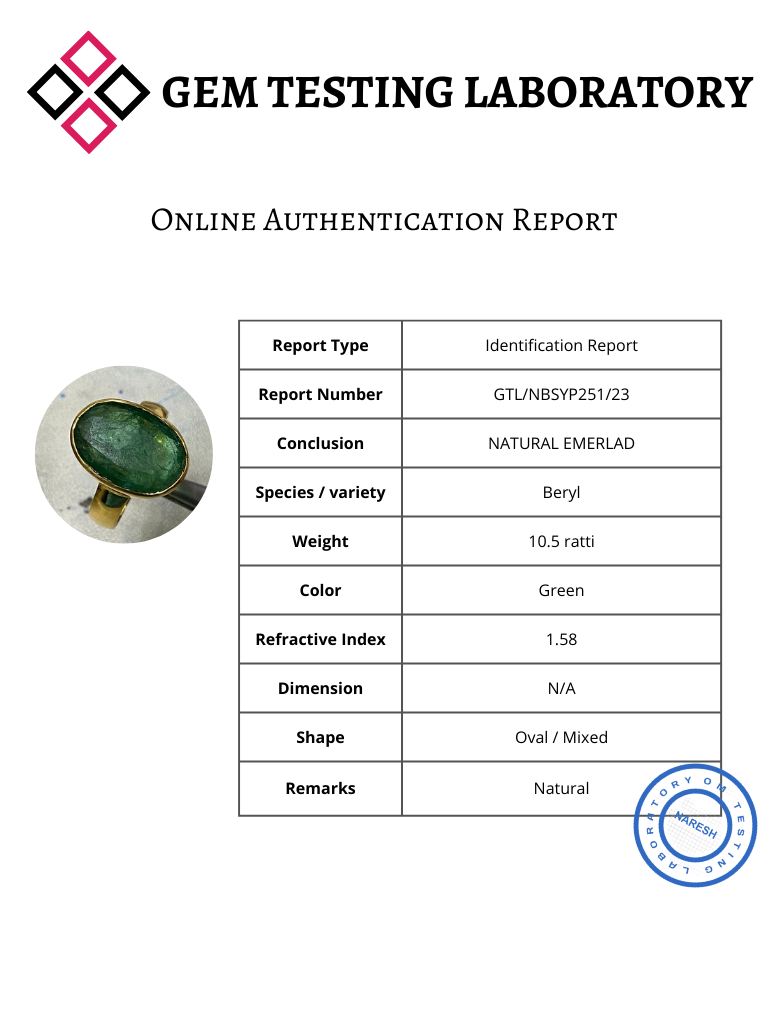 GEM TESTING LABORATORY
Online Authentication Report
Report Type Identification Report
Report Number GTL/NBSYP251/23
Conclusion NATURAL EMERLAD
Species / variety Beryl
Weight 10.5 ratti
Color Green
Refractive Index 1.58
Dimension N/A
Shape Oval / Mixed
Remarks Natural
OM TESTING LABORATORY
NARESH